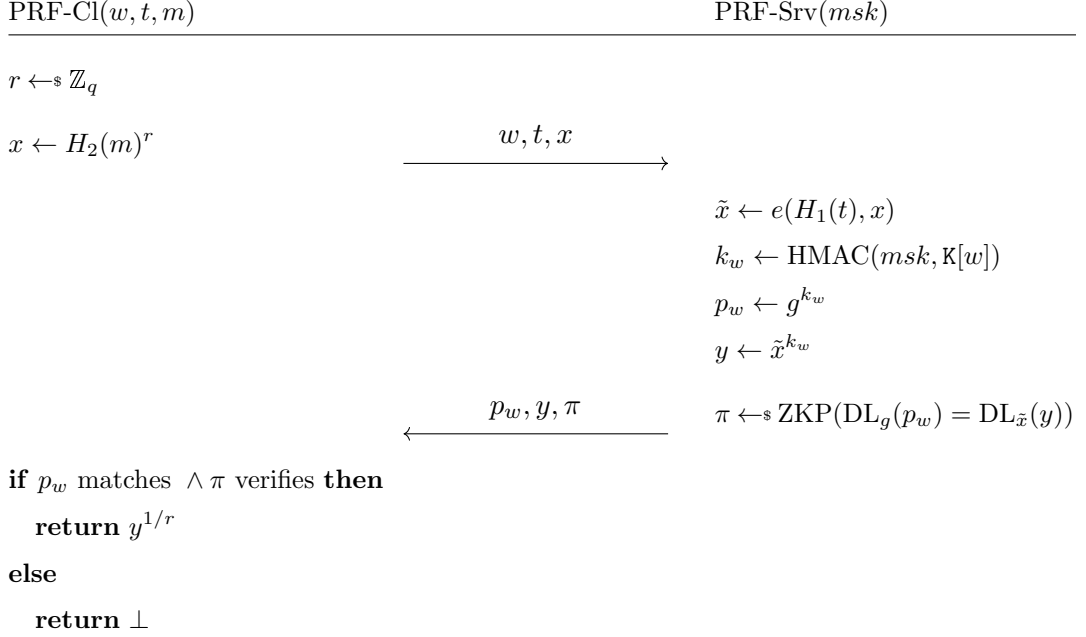 PRF-Cl(w, t, m) PRF-Srv(msk)
r ←$ ℤ_q
x ← H_2(m)^r
w, t, x
x̃ ← e(H_1(t), x)
k_w ← HMAC(msk, K[w])
p_w ← g^{k_w}
y ← x̃^{k_w}
p_w, y, π
π ←$ ZKP(DL_g(p_w) = DL_x̃(y))
if p_w matches ∧ π verifies then
return y^{1/r}
else
return ⊥